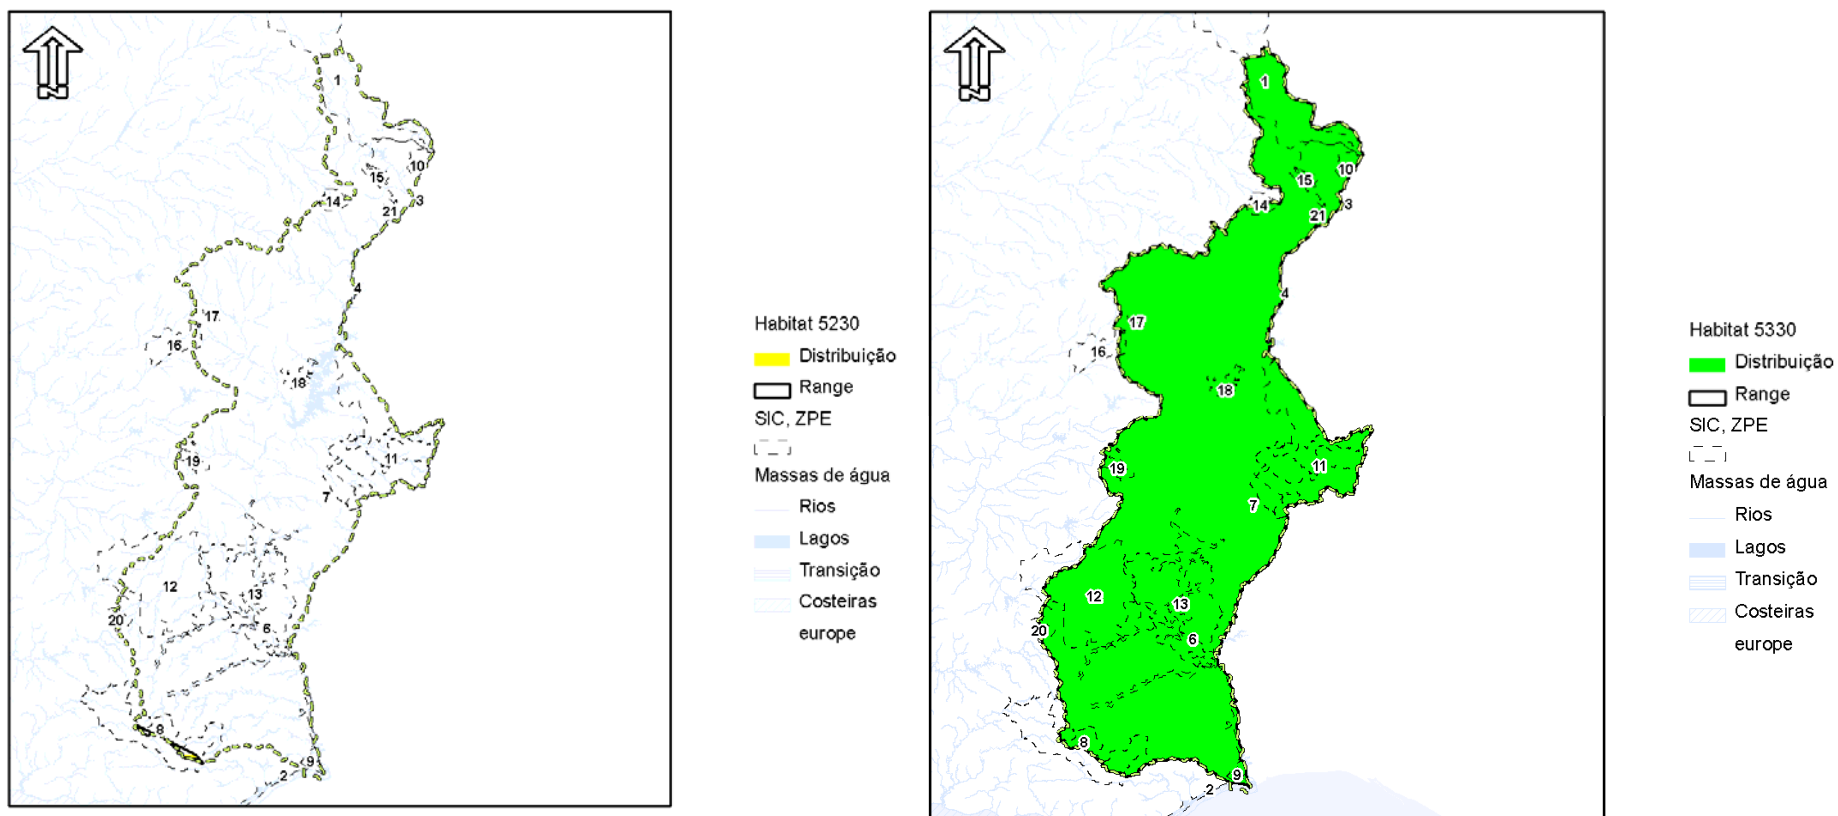 N
1
10
15
14
3
21
4
17
16
18
19
11
7
12
13
20
6
8
9
2
Habitat 5230
Distribuição
Range
SIC, ZPE
Massas de água
Rios
Lagos
Transição
Costeiras
europe
N
1
10
15
14
3
21
4
17
16
18
19
11
7
12
13
20
6
8
9
2
Habitat 5330
Distribuição
Range
SIC, ZPE
Massas de água
Rios
Lagos
Transição
Costeiras
europe